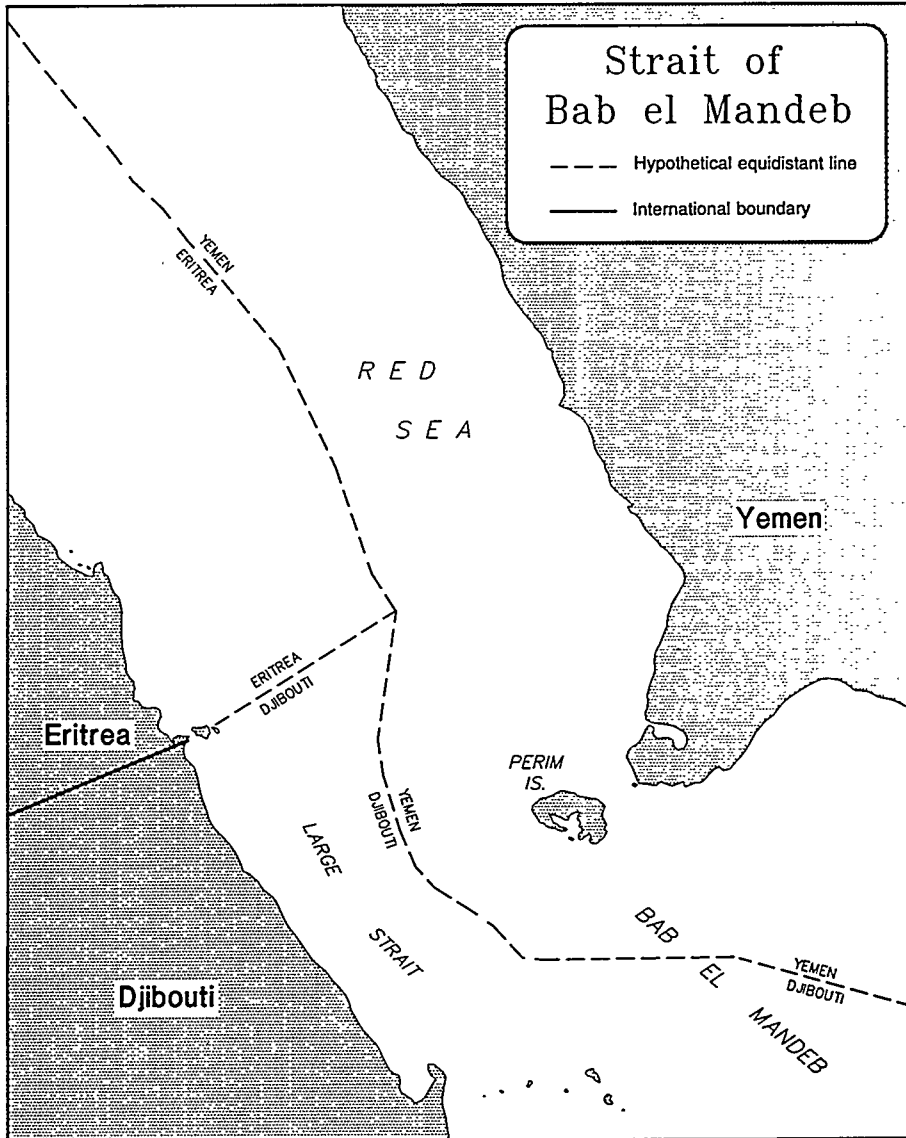 Strait of
Bab el Mandeb
Hypothetical equidistant line
International boundary
YEMEN
ERITREA
RED
SEA
Yemen
ERITREA
DJIBOUTI
Eritrea
PERIM
IS.
YEMEN
DJIBOUTI
LARGE
STRAIT
BAB
EL
MANDEB
YEMEN
DJIBOUTI
Djibouti